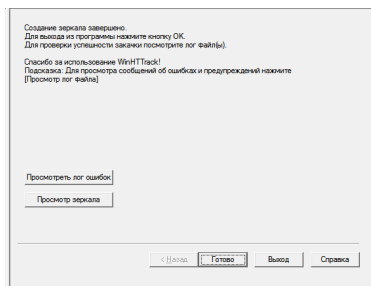 Создание зеркала завершено.
Для выхода из программы нажмите кнопку OK.
Для проверки успешности закачки посмотрите лог файл(ы).
Спасибо за использование WinHTTrack!
Подсказка: Для просмотра сообщений об ошибках и предупреждений нажмите
[Просмотр лог файла]
Просмотреть лог ошибок
Просмотр зеркала
< Назад
Готово
Выход
Справка